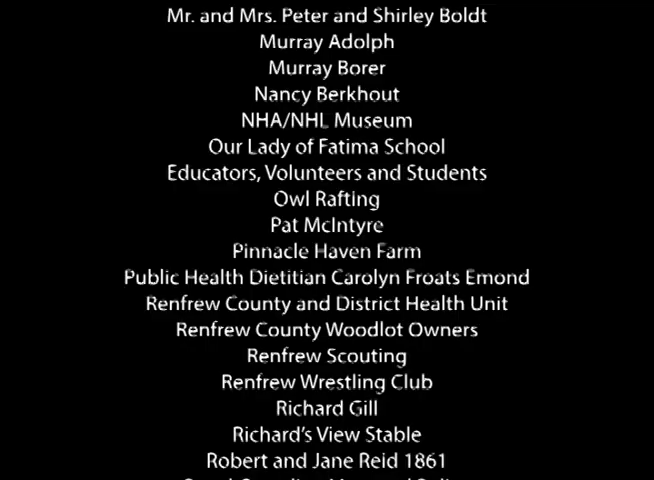 Mr. and Mrs. Peter and Shirley Boldt
Murray Adolph
Murray Borer
Nancy Berkhout
NHA/NHL Museum
Our Lady of Fatima School
Educators, Volunteers and Students
Owl Rafting
Pat McIntyre
Pinnacle Haven Farm
Public Health Dietitian Carolyn Froats Emond
Renfrew County and District Health Unit
Renfrew County Woodlot Owners
Renfrew Scouting
Renfrew Wrestling Club
Richard Gill
Richard's View Stable
Robert and Jane Reid 1861